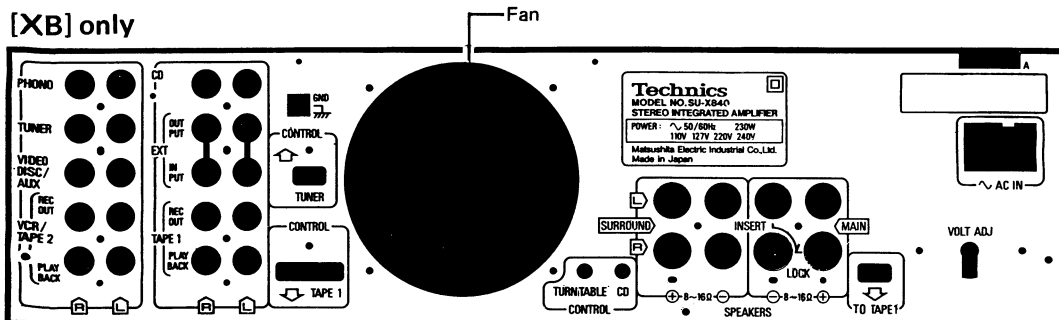 [XB] only
Fan
PHONO
TUNER
VIDEO
DISC/
AUX
REC
OUT
VCR/
TAPE 2
PLAY
BACK
R
L
CD
OUT
PUT
EXT
IN
PUT
REC
OUT
TAPE 1
PLAY
BACK
R
L
GND
CONTROL
TUNER
CONTROL
TAPE 1
Technics
MODEL NO. SU-X840
STEREO INTEGRATED AMPLIFIER
POWER: ∿ 50/60Hz 230W
110V 127V 220V 240V
Matsushita Electric Industrial Co., Ltd.
Made in Japan
A
∿ AC IN
L
SURROUND
R
INSERT
MAIN
LOCK
VOLT ADJ
TURNTABLE CD
CONTROL
⊕ 8~16Ω ⊖
⊖ 8~16Ω ⊕
SPEAKERS
TO TAPE 1